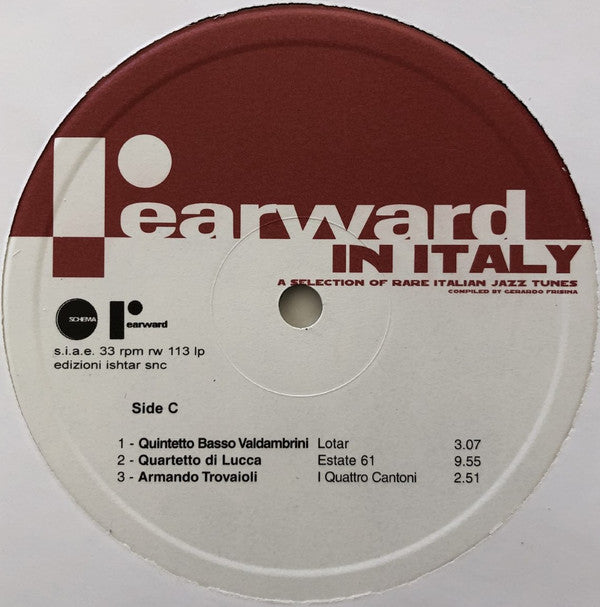 rearward
IN ITALY
A SELECTION OF RARE ITALIAN JAZZ TUNES
COMPILED BY GERARDO FRISINA
SCHEMA rearward
s.i.a.e. 33 rpm rw 113 lp
edizioni ishtar snc
Side C
1 - Quintetto Basso Valdambrini Lotar 3.07
2 - Quartetto di Lucca Estate 61 9.55
3 - Armando Trovaioli I Quattro Cantoni 2.51